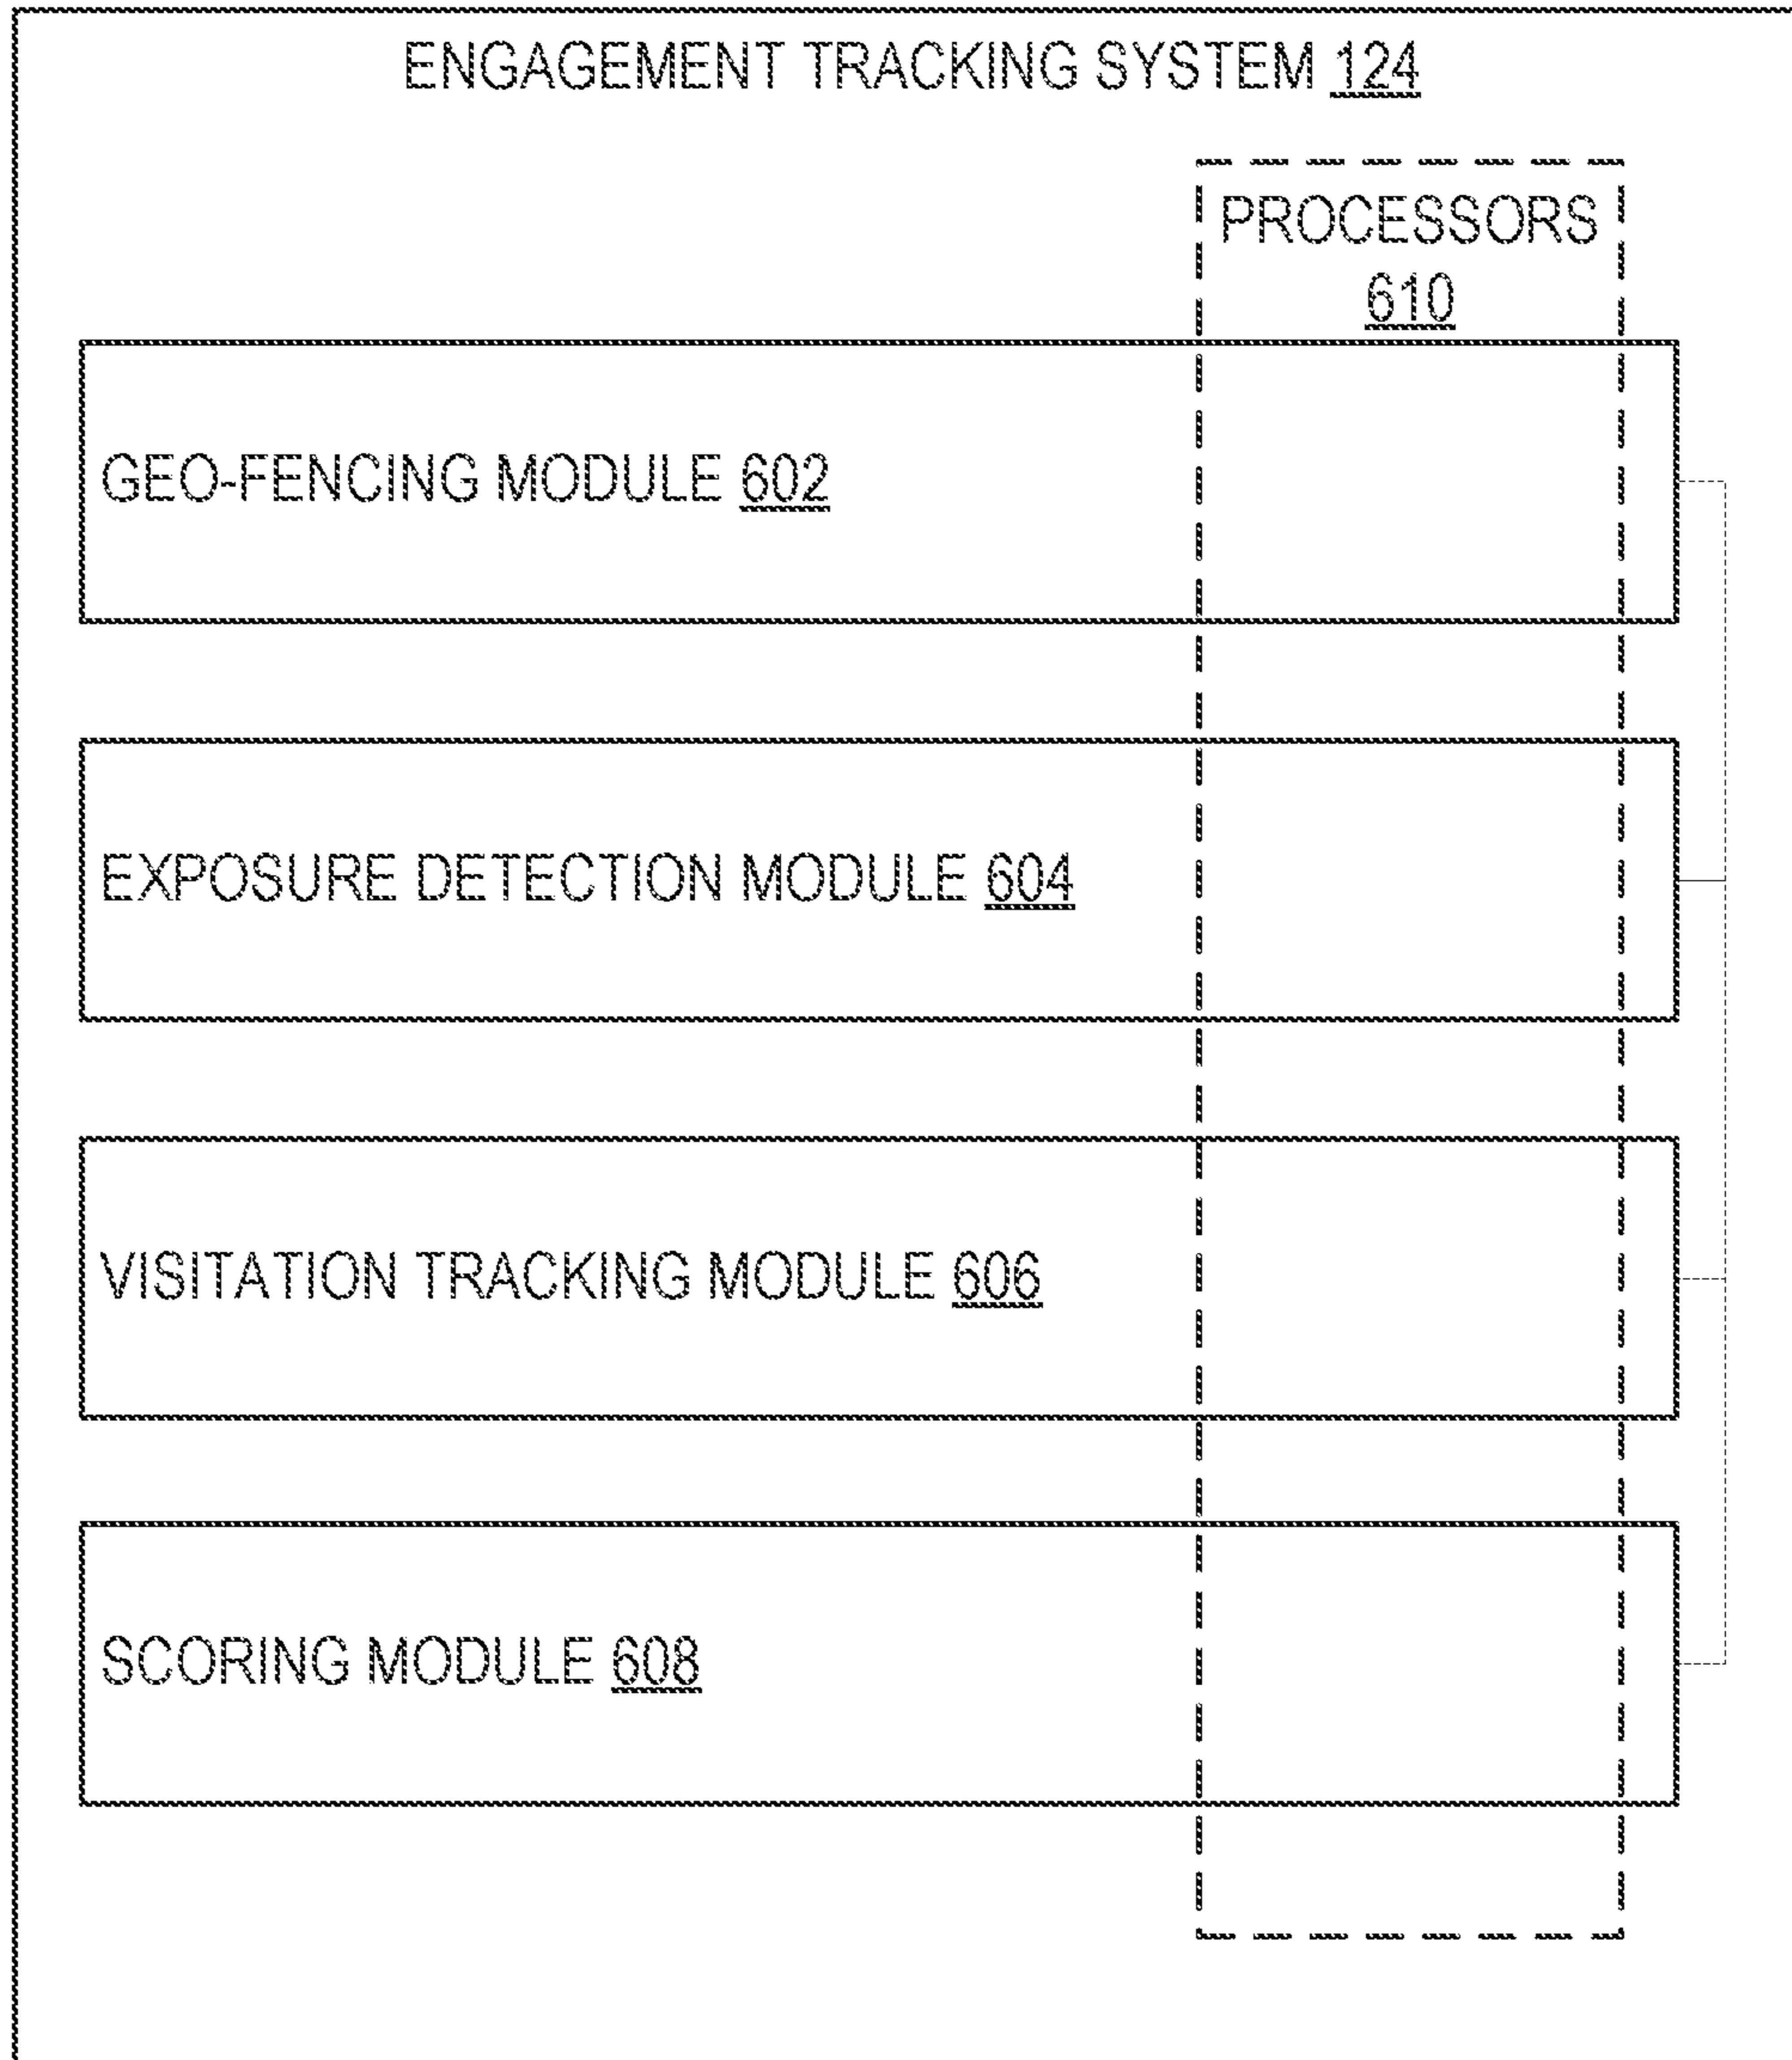 ENGAGEMENT TRACKING SYSTEM 124
PROCESSORS
610
GEO-FENCING MODULE 602
EXPOSURE DETECTION MODULE 604
VISITATION TRACKING MODULE 606
SCORING MODULE 608